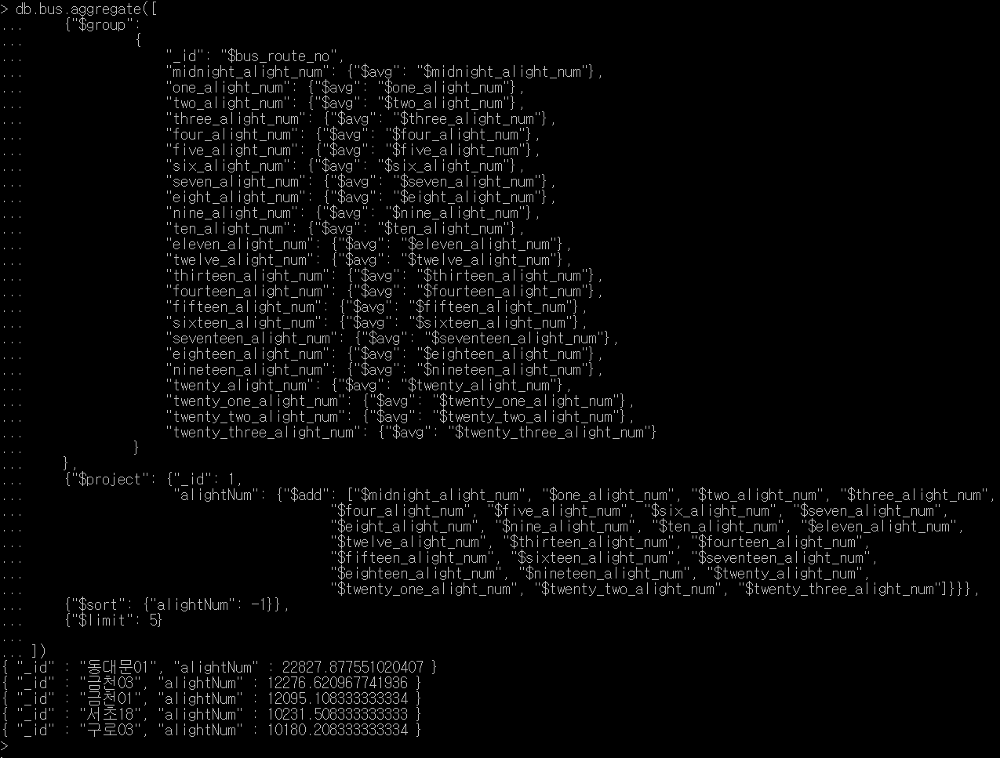 > db.bus.aggregate([
...     {"$group":
...              {
...                  "_id": "$bus_route_no",
...                  "midnight_alight_num": {"$avg": "$midnight_alight_num"},
...                  "one_alight_num": {"$avg": "$one_alight_num"},
...                  "two_alight_num": {"$avg": "$two_alight_num"},
...                  "three_alight_num": {"$avg": "$three_alight_num"},
...                  "four_alight_num": {"$avg": "$four_alight_num"},
...                  "five_alight_num": {"$avg": "$five_alight_num"},
...                  "six_alight_num": {"$avg": "$six_alight_num"},
...                  "seven_alight_num": {"$avg": "$seven_alight_num"},
...                  "eight_alight_num": {"$avg": "$eight_alight_num"},
...                  "nine_alight_num": {"$avg": "$nine_alight_num"},
...                  "ten_alight_num": {"$avg": "$ten_alight_num"},
...                  "eleven_alight_num": {"$avg": "$eleven_alight_num"},
...                  "twelve_alight_num": {"$avg": "$twelve_alight_num"},
...                  "thirteen_alight_num": {"$avg": "$thirteen_alight_num"},
...                  "fourteen_alight_num": {"$avg": "$fourteen_alight_num"},
...                  "fifteen_alight_num": {"$avg": "$fifteen_alight_num"},
...                  "sixteen_alight_num": {"$avg": "$sixteen_alight_num"},
...                  "seventeen_alight_num": {"$avg": "$seventeen_alight_num"},
...                  "eighteen_alight_num": {"$avg": "$eighteen_alight_num"},
...                  "nineteen_alight_num": {"$avg": "$nineteen_alight_num"},
...                  "twenty_alight_num": {"$avg": "$twenty_alight_num"},
...                  "twenty_one_alight_num": {"$avg": "$twenty_one_alight_num"},
...                  "twenty_two_alight_num": {"$avg": "$twenty_two_alight_num"},
...                  "twenty_three_alight_num": {"$avg": "$twenty_three_alight_num"}
...              }
...     },
...     {"$project": {"_id": 1,
...                   "alightNum": {"$add": ["$midnight_alight_num", "$one_alight_num", "$two_alight_num", "$three_alight_num",
...                                       "$four_alight_num", "$five_alight_num", "$six_alight_num", "$seven_alight_num",
...                                       "$eight_alight_num", "$nine_alight_num", "$ten_alight_num", "$eleven_alight_num",
...                                       "$twelve_alight_num", "$thirteen_alight_num", "$fourteen_alight_num",
...                                       "$fifteen_alight_num", "$sixteen_alight_num", "$seventeen_alight_num",
...                                       "$eighteen_alight_num", "$nineteen_alight_num", "$twenty_alight_num",
...                                       "$twenty_one_alight_num", "$twenty_two_alight_num", "$twenty_three_alight_num"]}}},
...     {"$sort": {"alightNum": -1}},
...     {"$limit": 5}
...
... ])
{ "_id" : "동대문01", "alightNum" : 22827.877551020407 }
{ "_id" : "금천03", "alightNum" : 12276.620967741936 }
{ "_id" : "금천01", "alightNum" : 12095.108333333334 }
{ "_id" : "서초18", "alightNum" : 10231.508333333333 }
{ "_id" : "구로03", "alightNum" : 10180.208333333334 }
>